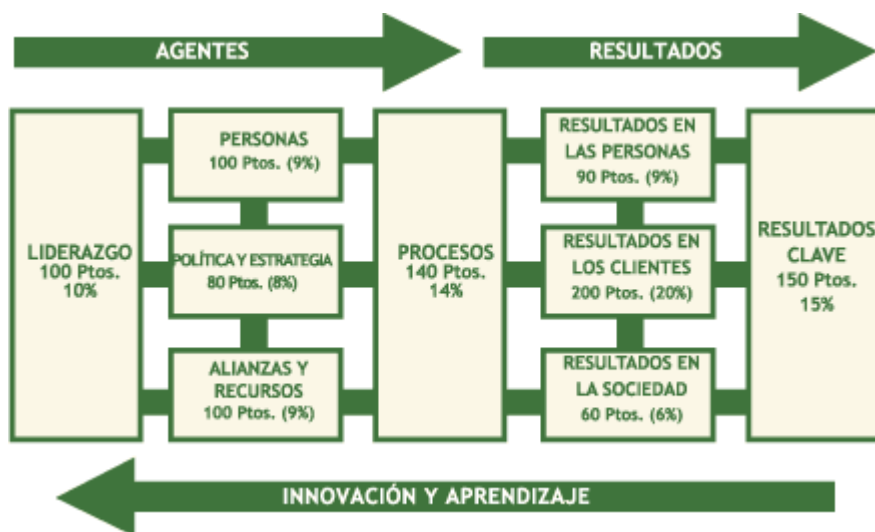 AGENTES
RESULTADOS
LIDERAZGO
100 Ptos.
10%
PERSONAS
100 Ptos. (9%)
POLÍTICA Y ESTRATEGIA
80 Ptos. (8%)
ALIANZAS Y
RECURSOS
100 Ptos. (9%)
PROCESOS
140 Ptos.
14%
RESULTADOS EN
LAS PERSONAS
90 Ptos. (9%)
RESULTADOS EN
LOS CLIENTES
200 Ptos. (20%)
RESULTADOS EN
LA SOCIEDAD
60 Ptos. (6%)
RESULTADOS
CLAVE
150 Ptos.
15%
INNOVACIÓN Y APRENDIZAJE